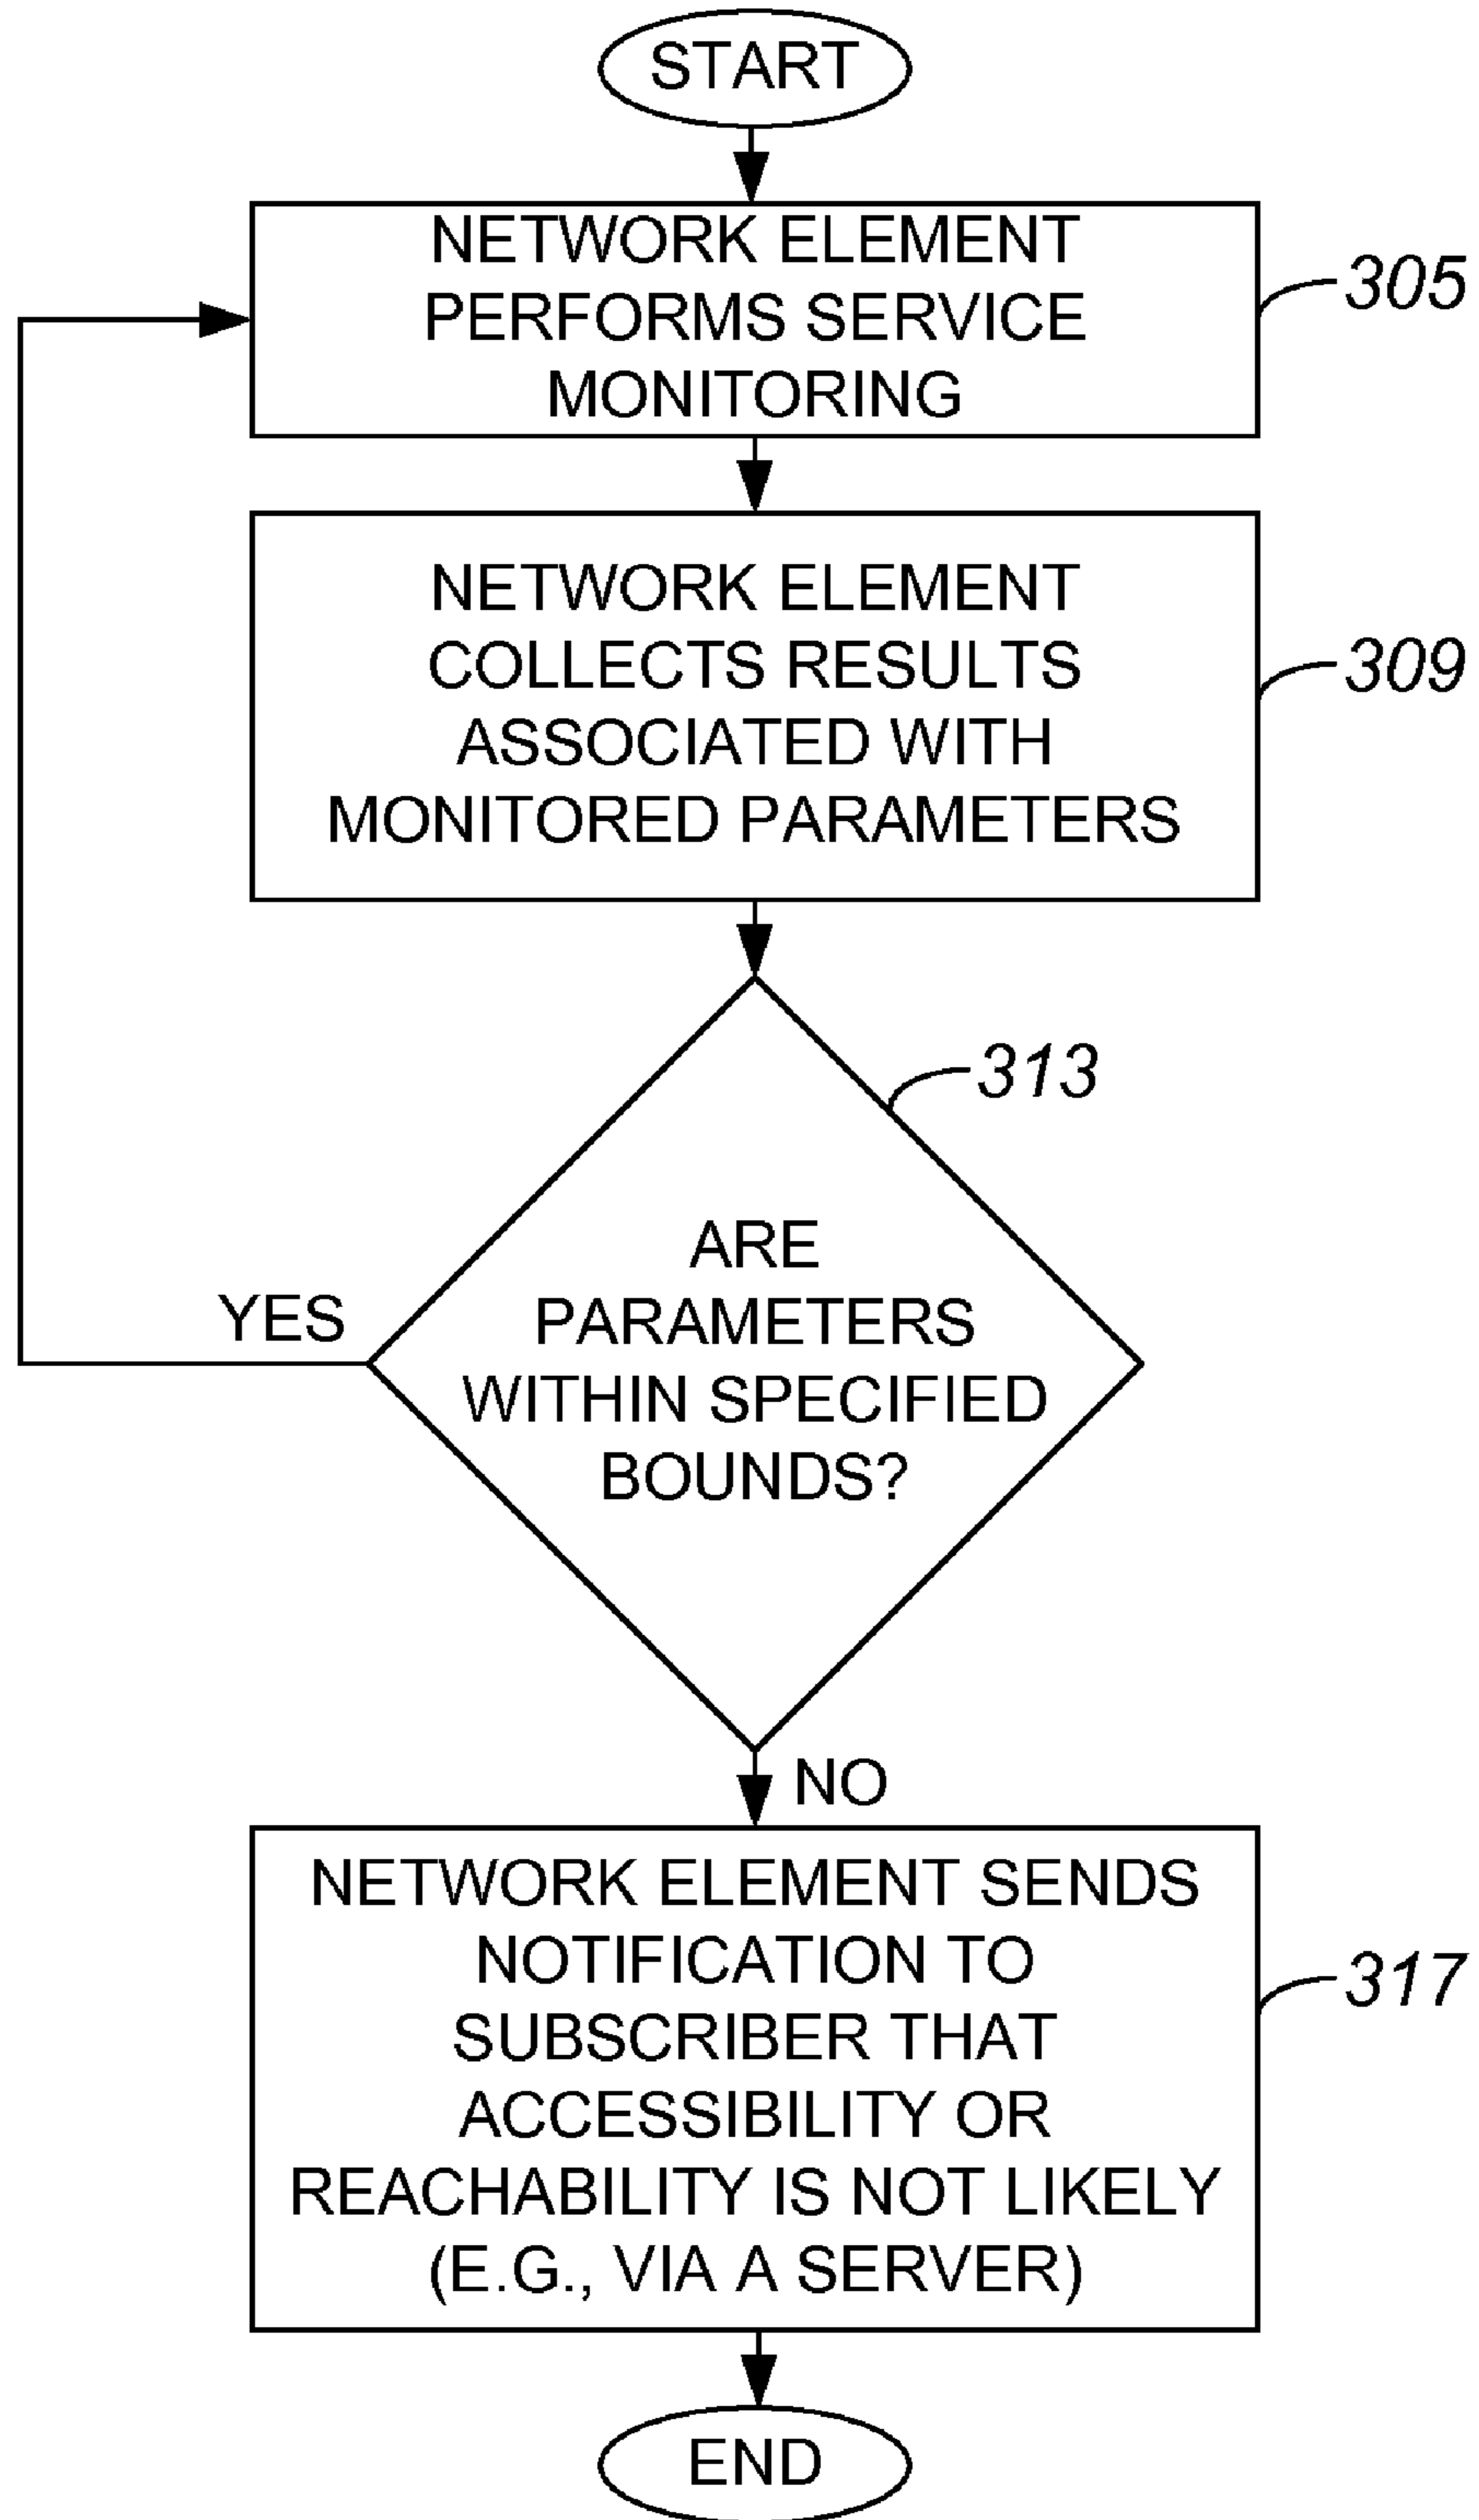 START
NETWORK ELEMENT
PERFORMS SERVICE
MONITORING
305
NETWORK ELEMENT
COLLECTS RESULTS
ASSOCIATED WITH
MONITORED PARAMETERS
309
313
ARE
PARAMETERS
WITHIN SPECIFIED
BOUNDS?
YES
NO
NETWORK ELEMENT SENDS
NOTIFICATION TO
SUBSCRIBER THAT
ACCESSIBILITY OR
REACHABILITY IS NOT LIKELY
(E.G., VIA A SERVER)
317
END